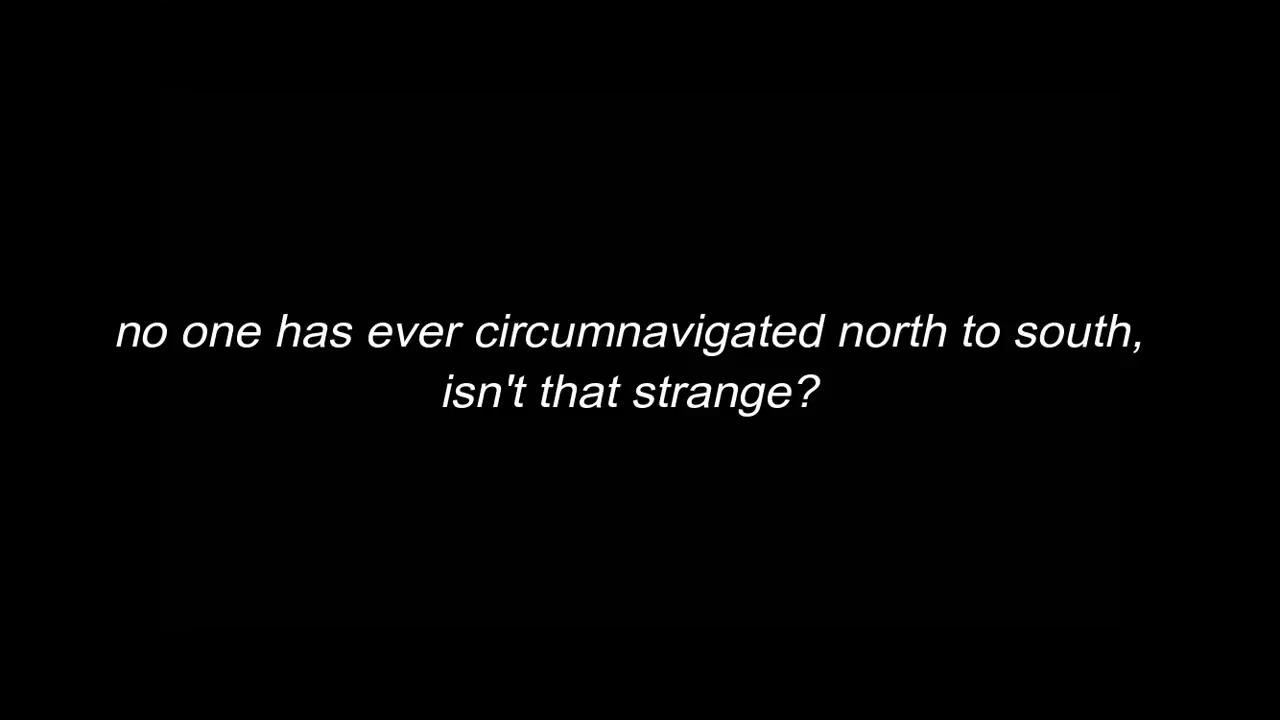 no one has ever circumnavigated north to south,
isn't that strange?